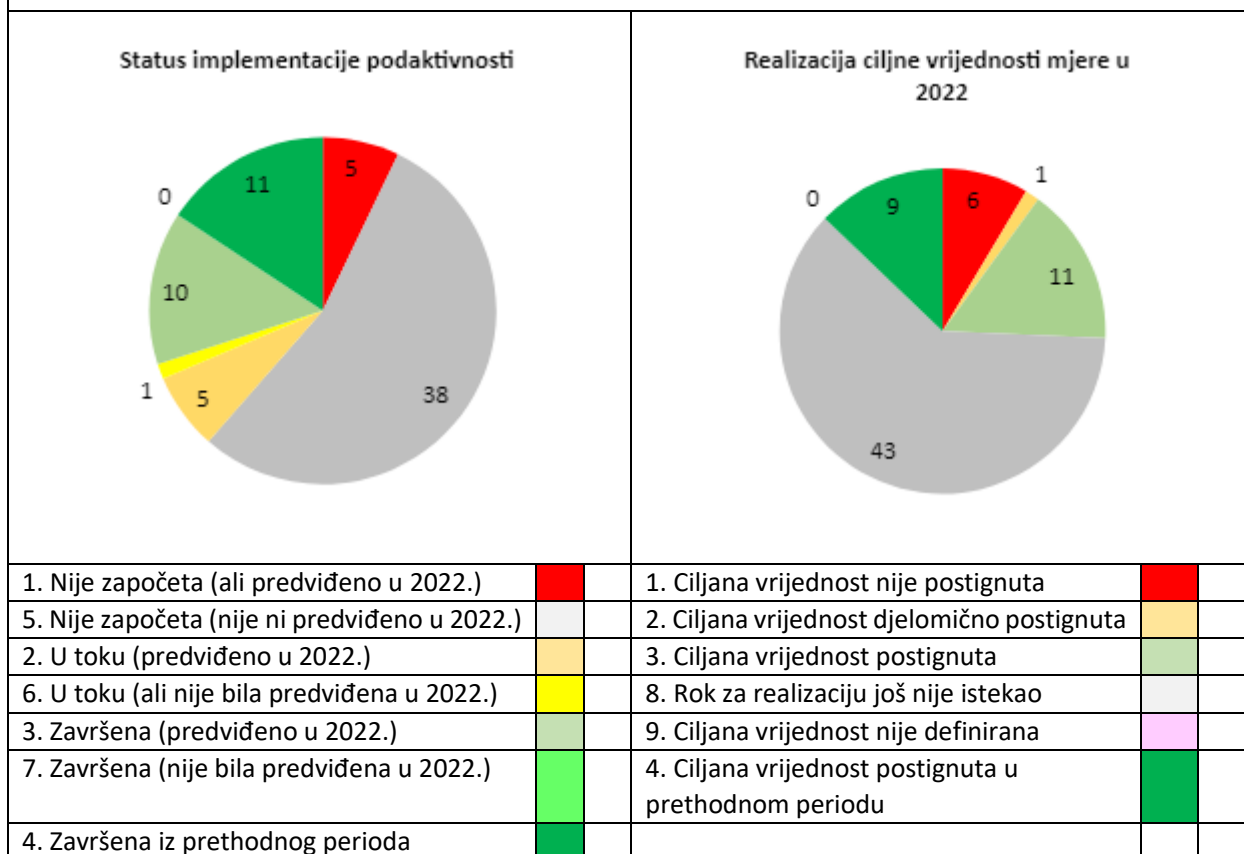 Status implementacije podaktivnosti
5
38
5
1
10
0
11
Realizacija ciljne vrijednosti mjere u
2022
6
1
11
43
0
9
1. Nije započeta (ali predviđeno u 2022.)
1. Ciljana vrijednost nije postignuta
5. Nije započeta (nije ni predviđeno u 2022.)
2. Ciljana vrijednost djelomično postignuta
2. U toku (predviđeno u 2022.)
3. Ciljana vrijednost postignuta
6. U toku (ali nije bila predviđena u 2022.)
8. Rok za realizaciju još nije istekao
3. Završena (predviđeno u 2022.)
9. Ciljana vrijednost nije definirana
7. Završena (nije bila predviđena u 2022.)
4. Ciljana vrijednost postignuta u
prethodnom periodu
4. Završena iz prethodnog perioda